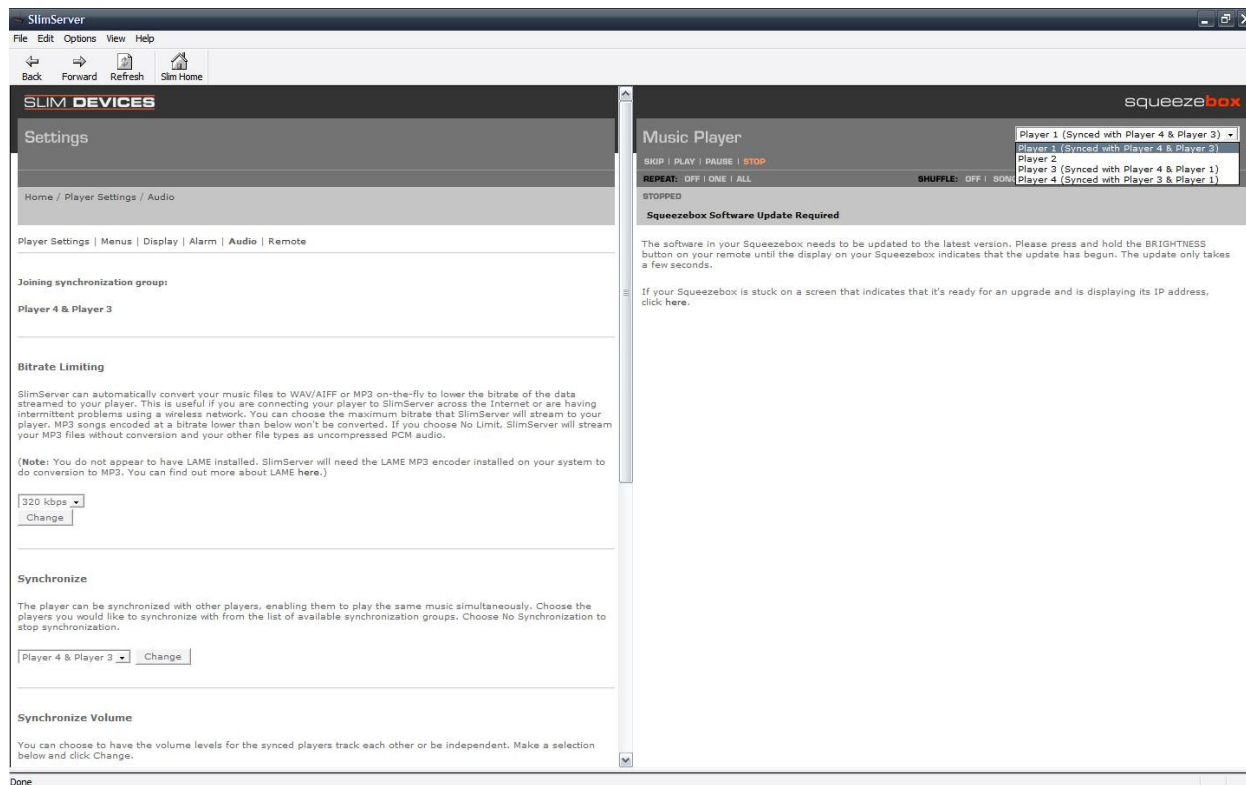 SlimServer
File Edit Options View Help
Back Forward Refresh Slim Home
SLIM DEVICES
Settings
Home / Player Settings / Audio
Player Settings | Menus | Display | Alarm | Audio | Remote
Joining synchronization group:
Player 4 & Player 3
Bitrate Limiting
SlimServer can automatically convert your music files to WAV/AIFF or MP3 on-the-fly to lower the bitrate of the data
streamed to your player. This is useful if you are connecting your player to SlimServer across the Internet or are having
intermittent problems using a wireless network. You can choose the maximum bitrate that SlimServer will stream to your
player. MP3 songs encoded at a bitrate lower than below won't be converted. If you choose No Limit, SlimServer will stream
your MP3 files without conversion and your other file types as uncompressed PCM audio.
(Note: You do not appear to have LAME installed. SlimServer will need the LAME MP3 encoder installed on your system to
do conversion to MP3. You can find out more about LAME here.)
320 kbps
Change
Synchronize
The player can be synchronized with other players, enabling them to play the same music simultaneously. Choose the
players you would like to synchronize with from the list of available synchronization groups. Choose No Synchronization to
stop synchronization.
Player 4 & Player 3 Change
Synchronize Volume
You can choose to have the volume levels for the synced players track each other or be independent. Make a selection
below and click Change.
squeezebox
Music Player
Player 1 (Synced with Player 4 & Player 3)
Player 1 (Synced with Player 4 & Player 3)
Player 2
Player 3 (Synced with Player 4 & Player 1)
Player 4 (Synced with Player 3 & Player 1)
SKIP | PLAY | PAUSE | STOP
REPEAT: OFF | ONE | ALL SHUFFLE: OFF | SON
STOPPED
Squeezebox Software Update Required
The software in your Squeezebox needs to be updated to the latest version. Please press and hold the BRIGHTNESS
button on your remote until the display on your Squeezebox indicates that the update has begun. The update only takes
a few seconds.
If your Squeezebox is stuck on a screen that indicates that it's ready for an upgrade and is displaying its IP address,
click here.
Done